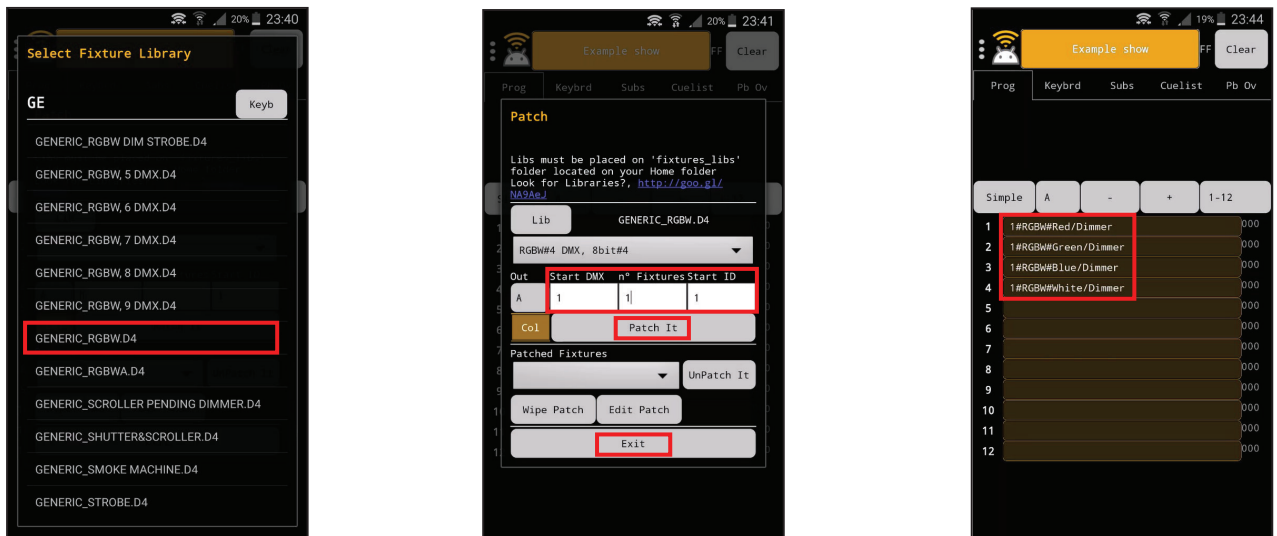 20% 23:40
Select Fixture Library
GE
Keyb
GENERIC_RGBW DIM STROBE.D4
GENERIC_RGBW, 5 DMX.D4
GENERIC_RGBW, 6 DMX.D4
GENERIC_RGBW, 7 DMX.D4
GENERIC_RGBW, 8 DMX.D4
GENERIC_RGBW, 9 DMX.D4
GENERIC_RGBW.D4
GENERIC_RGBWA.D4
GENERIC_SCROLLER PENDING DIMMER.D4
GENERIC_SHUTTER&SCROLLER.D4
GENERIC_SMOKE MACHINE.D4
GENERIC_STROBE.D4
20% 23:41
Example show FF Clear
Prog Keybrd Subs Cuelist Pb Ov
Patch
Libs must be placed on 'fixtures_libs'
folder located on your Home folder
Look for Libraries?, http://goo.gl/
NA9AeJ
Lib GENERIC_RGBW.D4
RGBW#4 DMX, 8bit#4
Out Start DMX n° Fixtures Start ID
A 1 1 1
Col Patch It
Patched Fixtures
UnPatch It
Wipe Patch Edit Patch
Exit
19% 23:44
Example show FF Clear
Prog Keybrd Subs Cuelist Pb Ov
Simple A - + 1-12
1 1#RGBW#Red/Dimmer 000
2 1#RGBW#Green/Dimmer 000
3 1#RGBW#Blue/Dimmer 000
4 1#RGBW#White/Dimmer 000
5 000
6 000
7 000
8 000
9 000
10 000
11 000
12 000